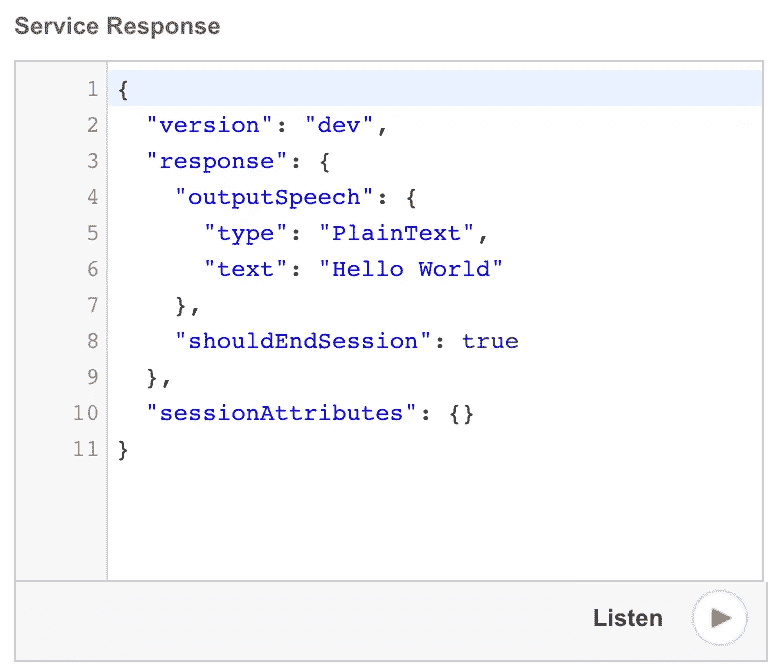 Service Response
1 {
2   "version": "dev",
3   "response": {
4     "outputSpeech": {
5       "type": "PlainText",
6       "text": "Hello World"
7     },
8     "shouldEndSession": true
9   },
10   "sessionAttributes": {}
11 }
Listen